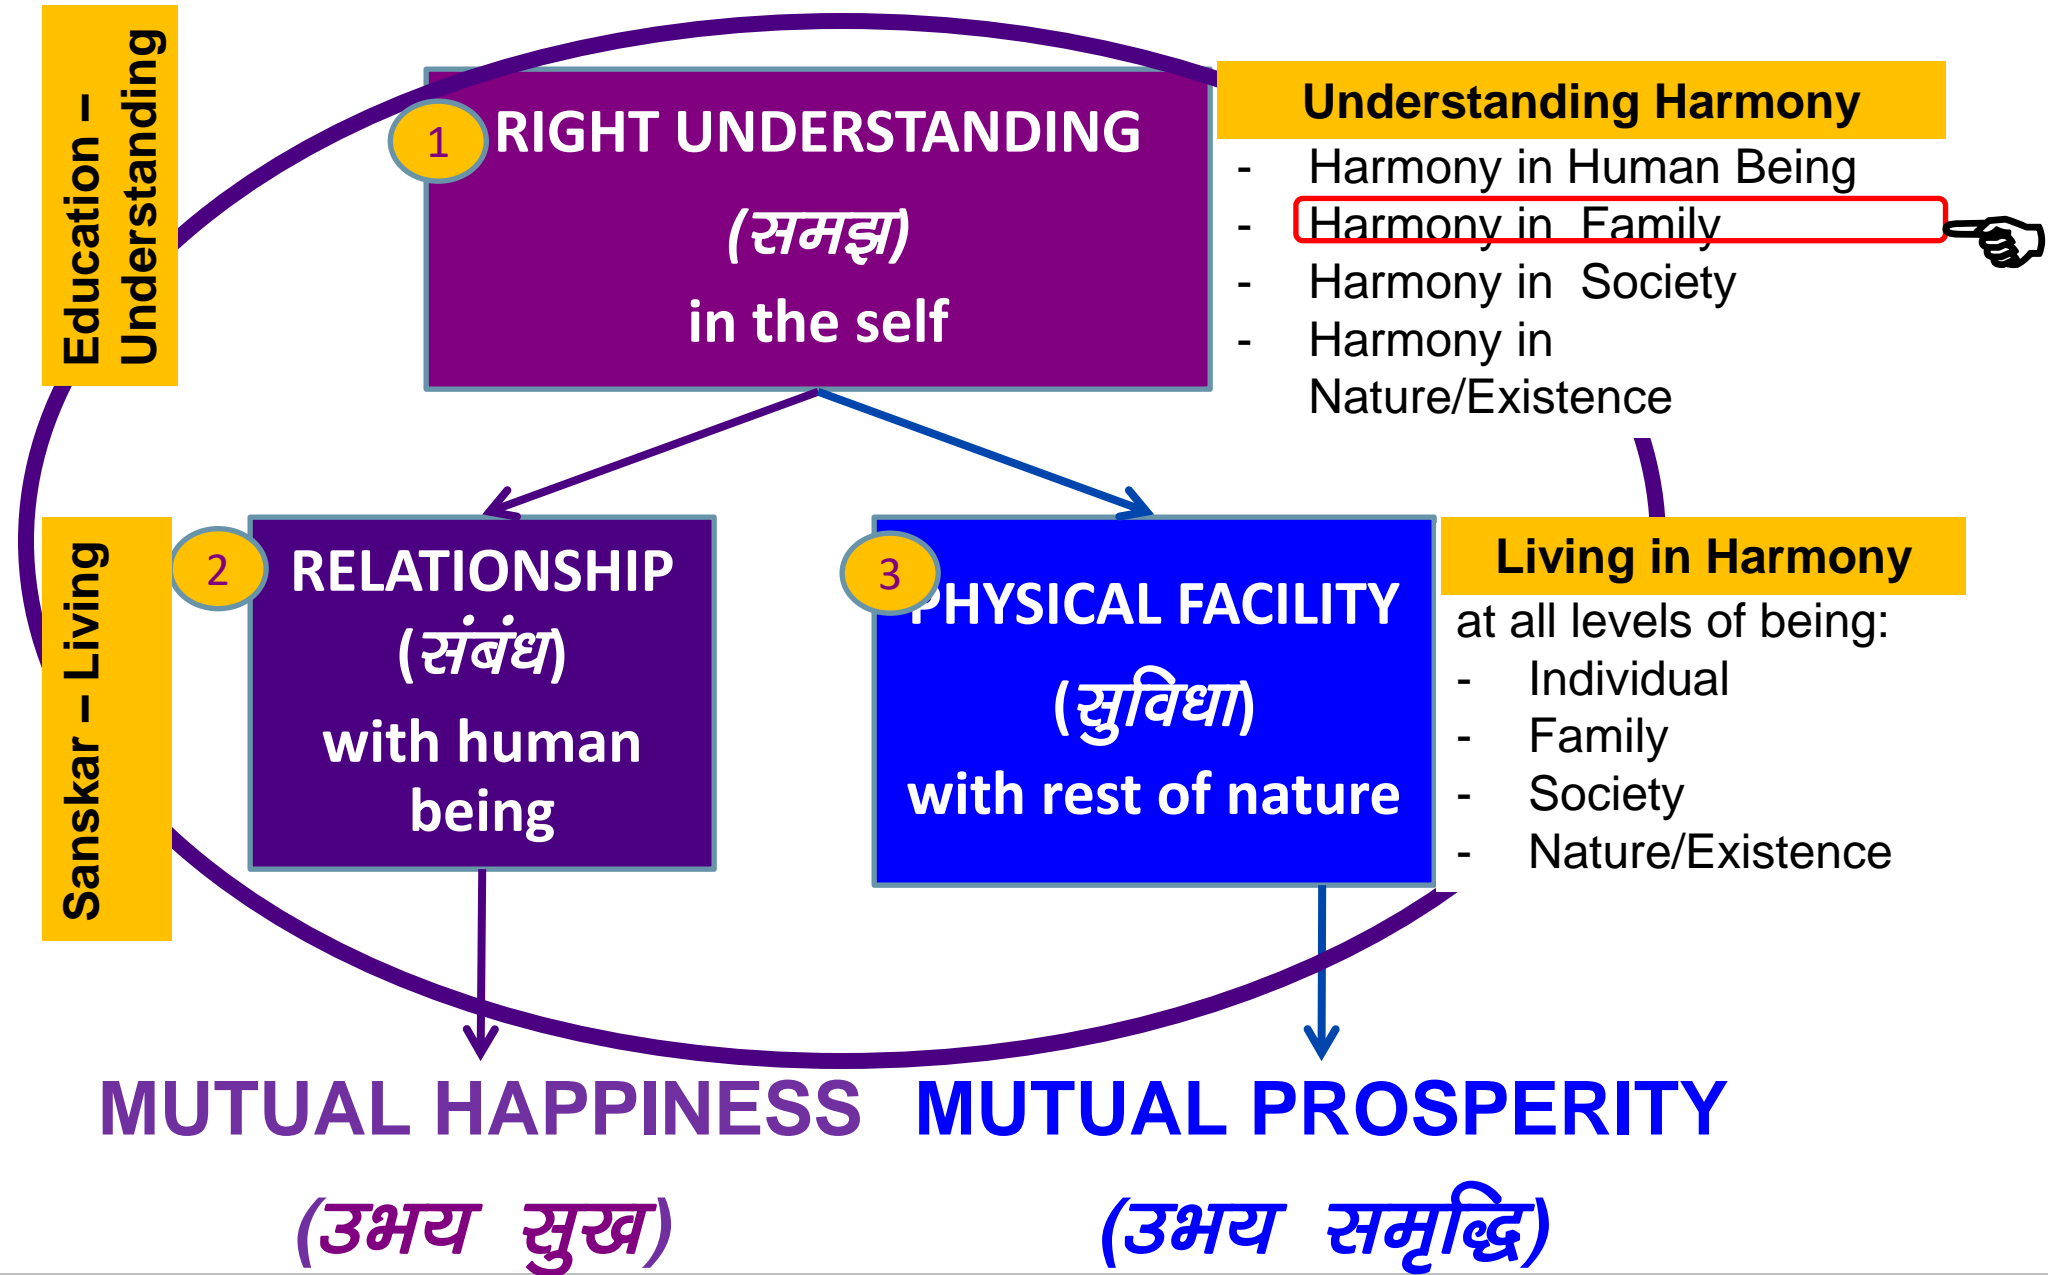 Education –
Understanding
1
RIGHT UNDERSTANDING
(समझ)
in the self
Understanding Harmony
- Harmony in Human Being
- Harmony in Family
- Harmony in Society
- Harmony in
Nature/Existence
Sanskar – Living
2
RELATIONSHIP
(संबंध)
with human
being
3
PHYSICAL FACILITY
(सुविधा)
with rest of nature
Living in Harmony
at all levels of being:
- Individual
- Family
- Society
- Nature/Existence
MUTUAL HAPPINESS
(उभय सुख)
MUTUAL PROSPERITY
(उभय समृद्धि)